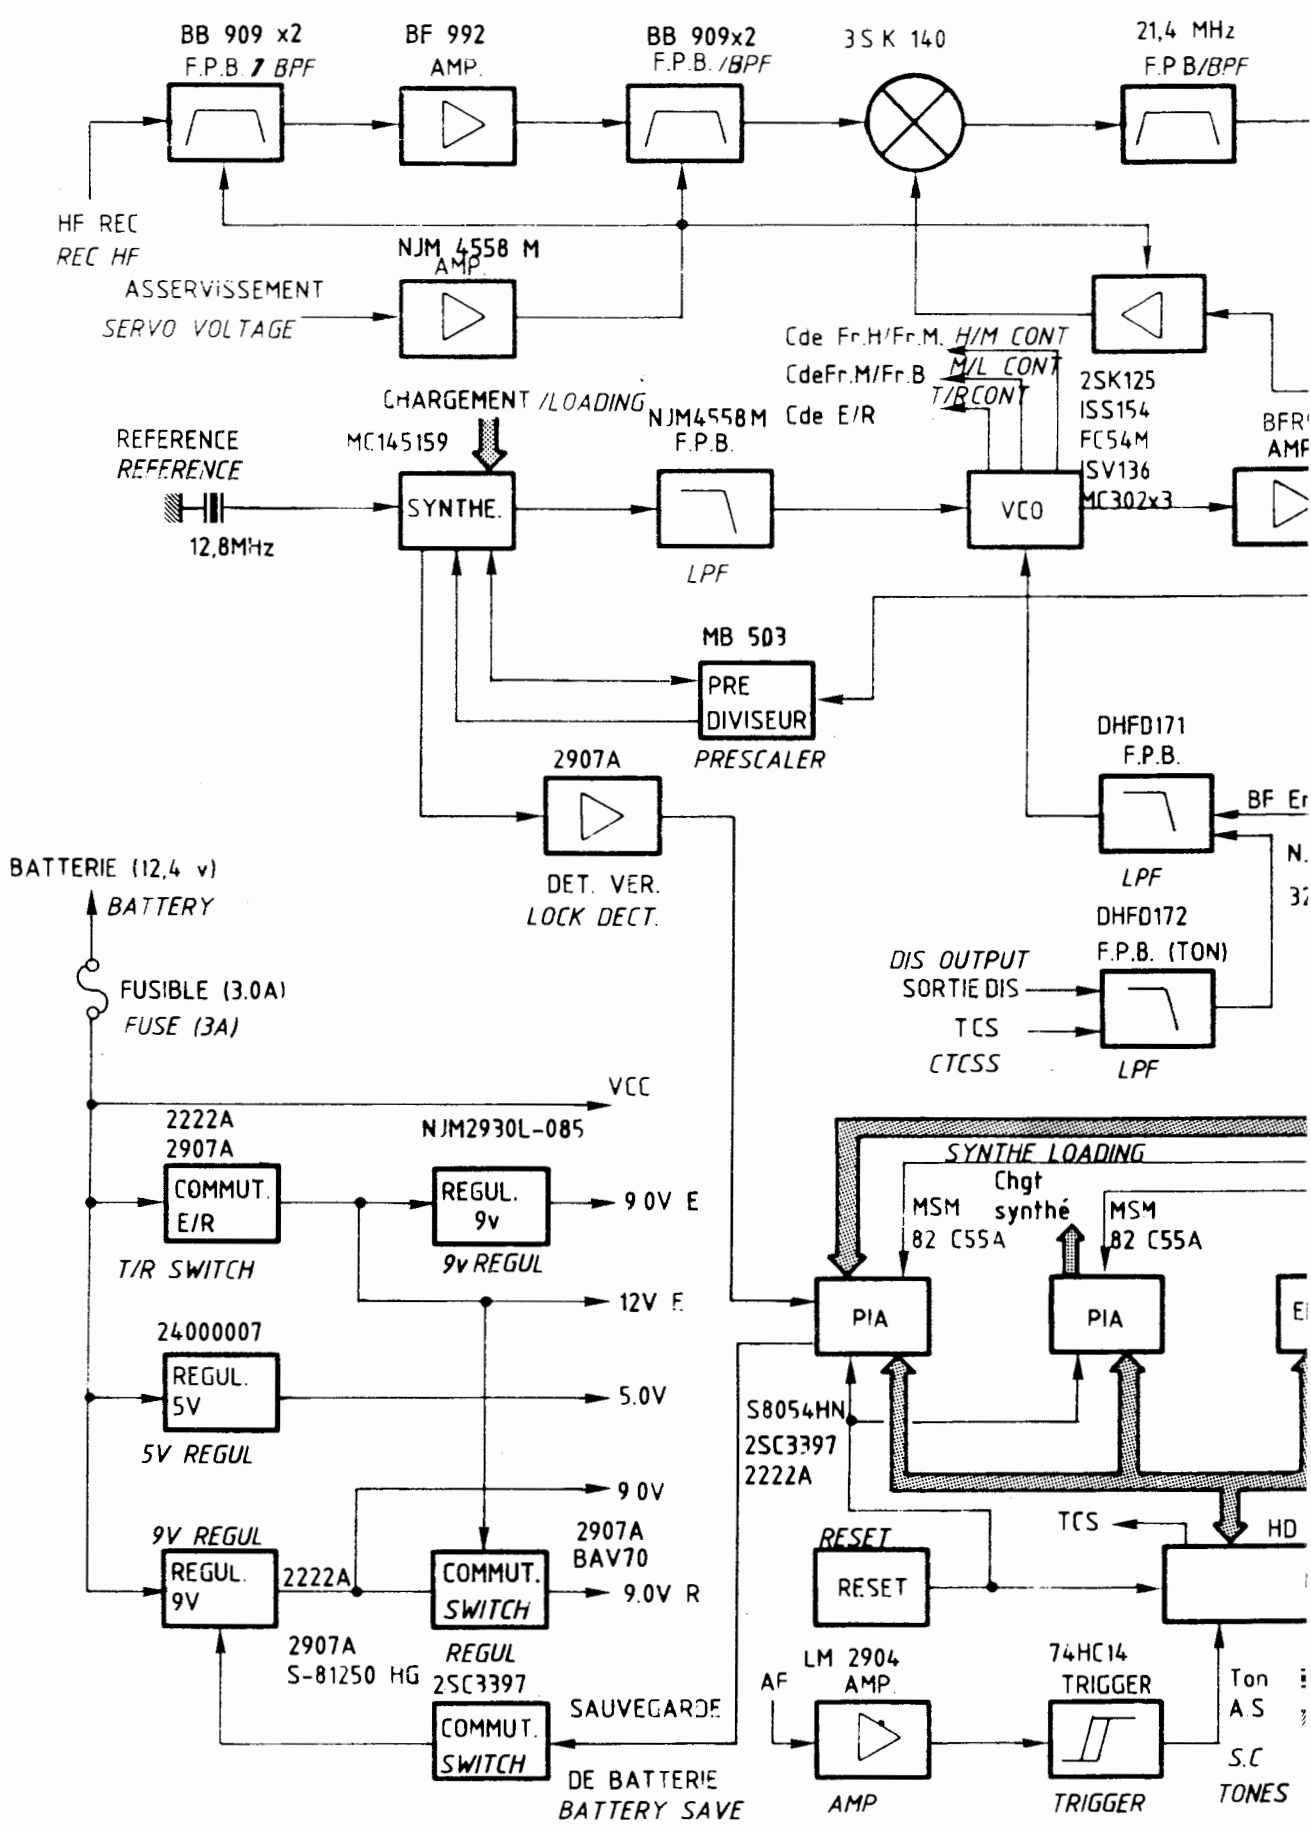 BB 909 x2
F.P.B. / BPF
BF 992
AMP.
BB 909x2
F.P.B. /BPF
3 S K 140
21,4 MHz
F.P B/BPF
HF REC
REC HF
NJM 4558 M
AMP.
ASSERVISSEMENT
SERVO VOLTAGE
Cde Fr.H/Fr.M. H/M CONT
CdeFr.M/Fr.B M/L CONT
Cde E/R T/R CONT
2SK125
ISS154
FC54M
ISV136
MC302x3
CHARGEMENT /LOADING
MC145159
NJM4558M
F.P.B.
REFERENCE
REFERENCE
12,8MHz
SYNTHE.
LPF
VCO
AMP
MB 503
PRE
DIVISEUR
PRESCALER
2907A
DET. VER.
LOCK DECT.
DHFD171
F.P.B.
LPF
BF
DHFD172
F.P.B. (TON)
LPF
DIS OUTPUT
SORTIE DIS
TCS
CTCSS
BATTERIE (12,4 v)
BATTERY
FUSIBLE (3.0A)
FUSE (3A)
VCC
2222A
2907A
COMMUT.
E/R
T/R SWITCH
NJM2930L-085
REGUL.
9v
9v REGUL
9 0V E
12V E
24000007
REGUL.
5V
5V REGUL
5.0V
9 0V
9V REGUL
REGUL.
9V
2222A
2907A
S-81250 HG
COMMUT.
SWITCH
REGUL
2907A
BAV70
9.0V R
2SC3397
COMMUT.
SWITCH
SAUVEGARDE
DE BATTERIE
BATTERY SAVE
SYNTHE LOADING
Chgt
synthé
MSM
82 C55A
MSM
82 C55A
PIA
PIA
S8054HN
2SC3397
2222A
TCS
HD
RESET
RESET
AF
LM 2904
AMP.
AMP
74HC14
TRIGGER
TRIGGER
Ton
A.S
S.C
TONES